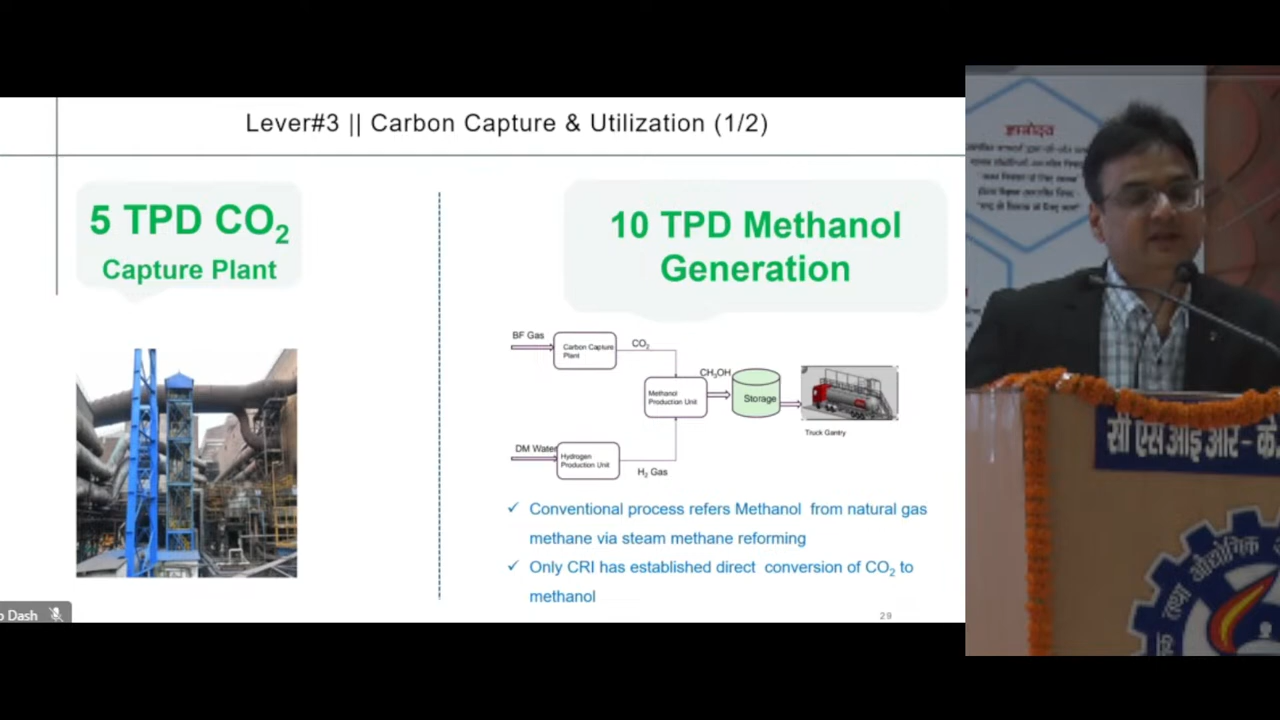 Lever#3 || Carbon Capture & Utilization (1/2)
5 TPD CO₂
Capture Plant
10 TPD Methanol
Generation
BF Gas
Carbon Capture
Plant
CO₂
CH₃OH
Methanol
Production Unit
Storage
Truck Gantry
DM Water
Hydrogen
Production Unit
H₂ Gas
✓ Conventional process refers Methanol from natural gas
methane via steam methane reforming
✓ Only CRI has established direct conversion of CO₂ to
methanol
29
Dash
ज्ञानोदय
सी एस आई आर - के
औद्योगिक